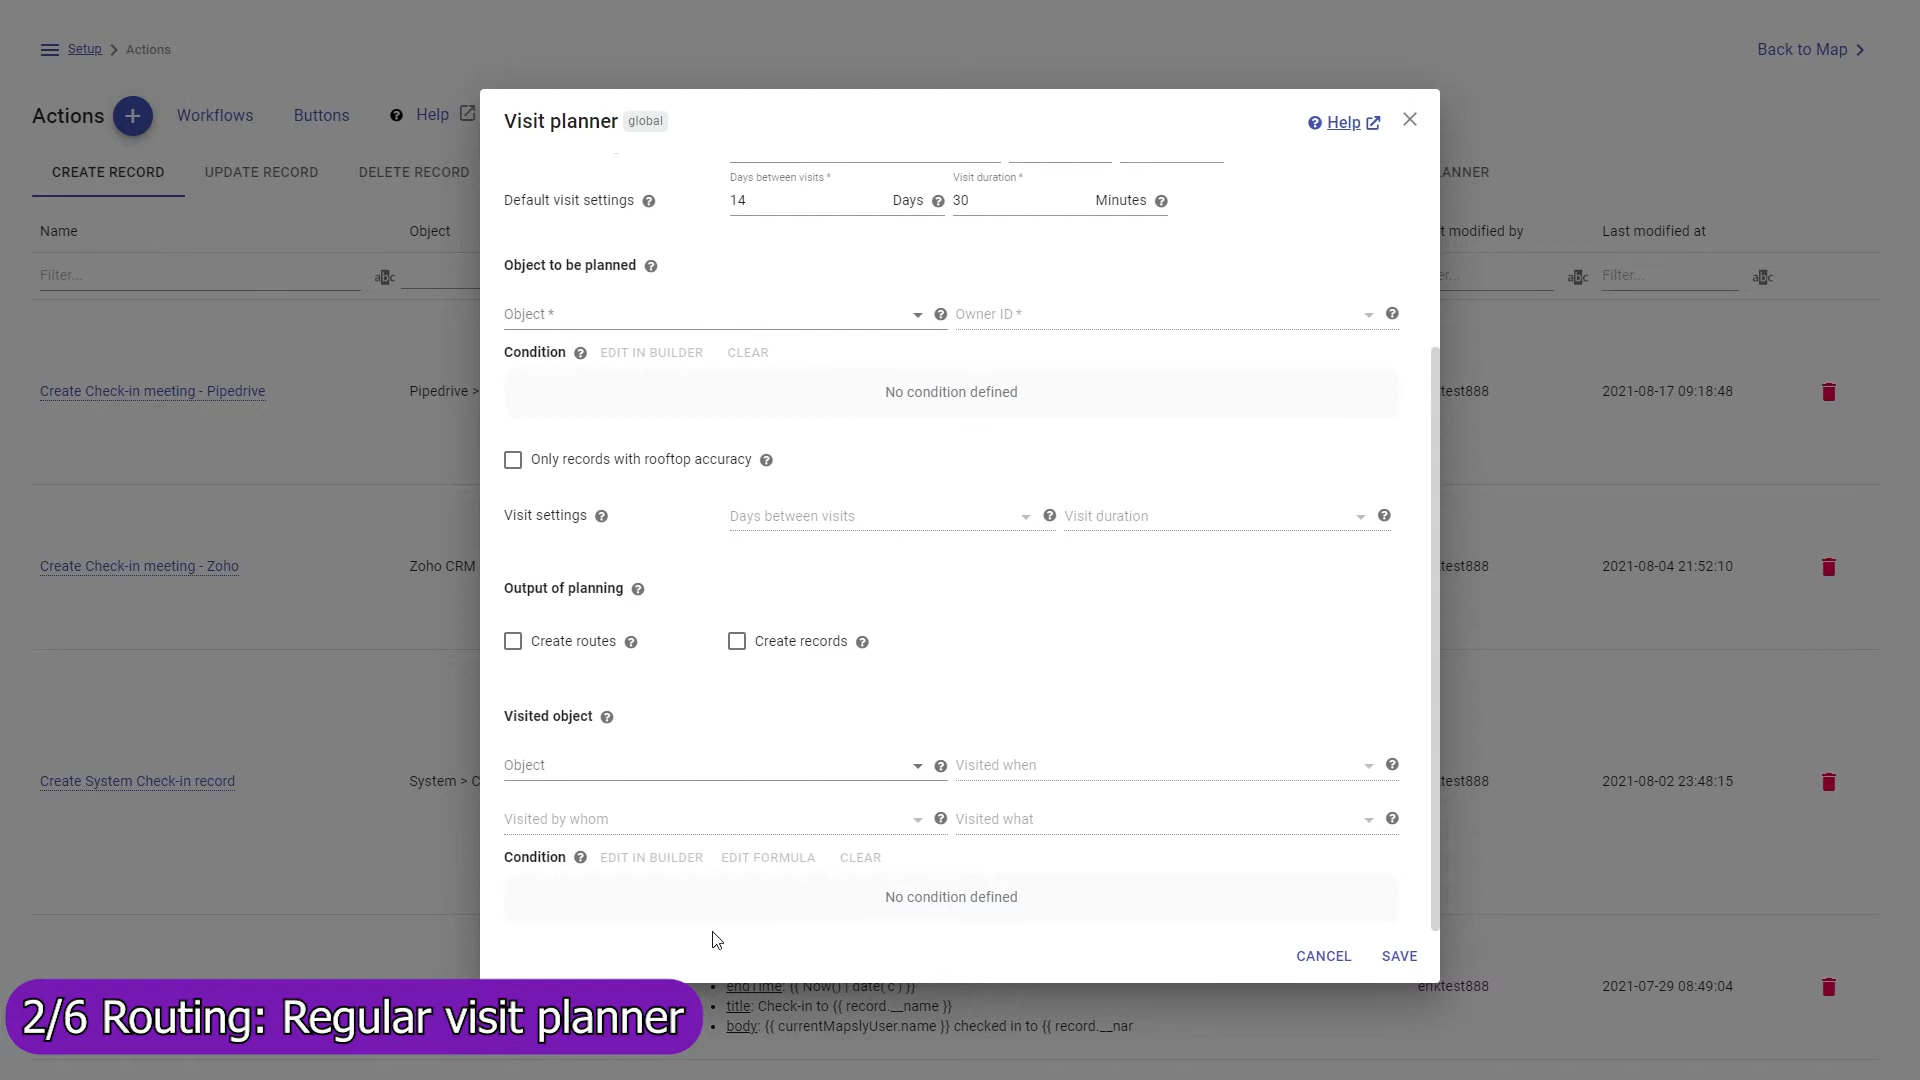 Setup > Actions
Back to Map >
Actions + Workflows Buttons Help
CREATE RECORD UPDATE RECORD DELETE RECORD ANNER
Name Object t modified by Last modified at
Filter... abc er... abc Filter... abc
Create Check-in meeting - Pipedrive Pipedrive > test888 2021-08-17 09:18:48
Create Check-in meeting - Zoho Zoho CRM test888 2021-08-04 21:52:10
Create System Check-in record System > C test888 2021-08-02 23:48:15
Visit planner global Help
Days between visits * Visit duration *
Default visit settings 14 Days 30 Minutes
Object to be planned
Object * Owner ID *
Condition EDIT IN BUILDER CLEAR
No condition defined
Only records with rooftop accuracy
Visit settings Days between visits Visit duration
Output of planning
Create routes Create records
Visited object
Object Visited when
Visited by whom Visited what
Condition EDIT IN BUILDER EDIT FORMULA CLEAR
No condition defined
CANCEL SAVE
endTime: {{ Now() | date('c') }} eriktest888 2021-07-29 08:49:04
title: Check-in to {{ record.__name }}
body: {{ currentMapslyUser.name }} checked in to {{ record.__nar
2/6 Routing: Regular visit planner